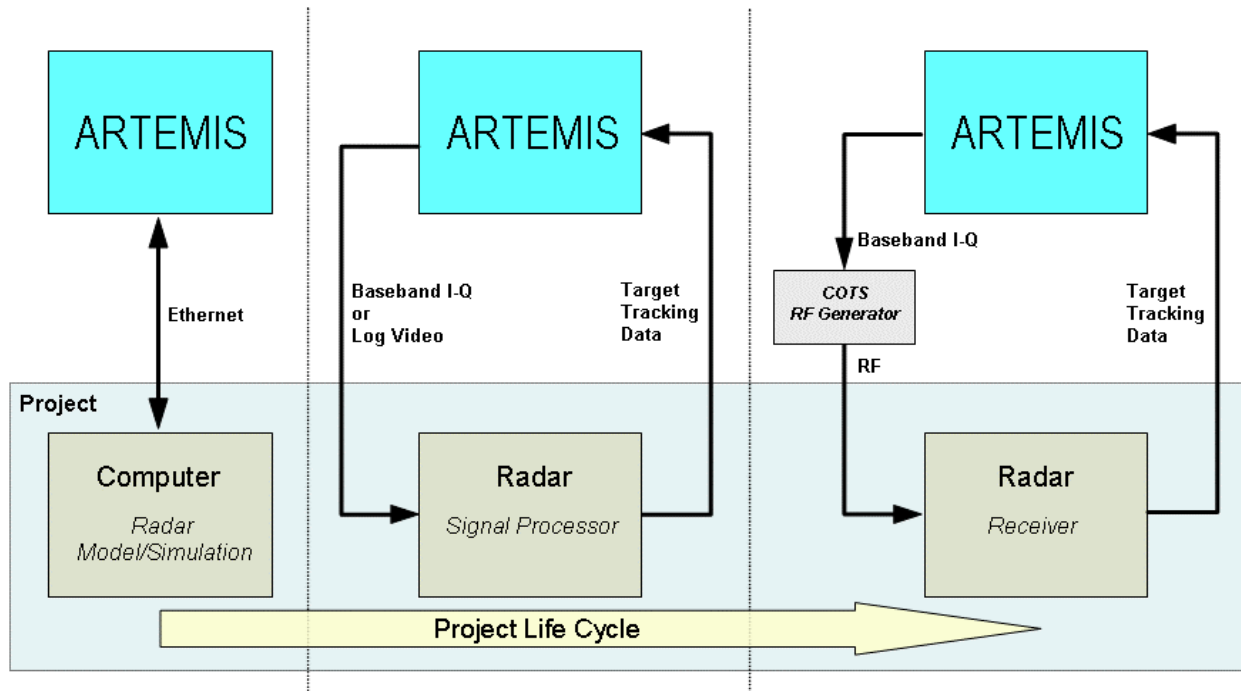 ARTEMIS
ARTEMIS
ARTEMIS
Ethernet
Baseband I-Q
or
Log Video
Target
Tracking
Data
Baseband I-Q
COTS
RF Generator
RF
Target
Tracking
Data
Project
Computer
Radar
Model/Simulation
Radar
Signal Processor
Radar
Receiver
Project Life Cycle